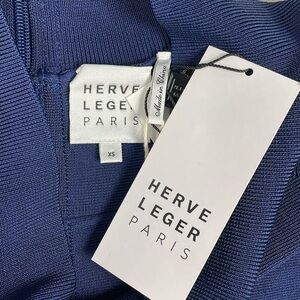 HERVE
LEGER
PARIS
XS
Made in China
HERVE
LEGER
PARIS